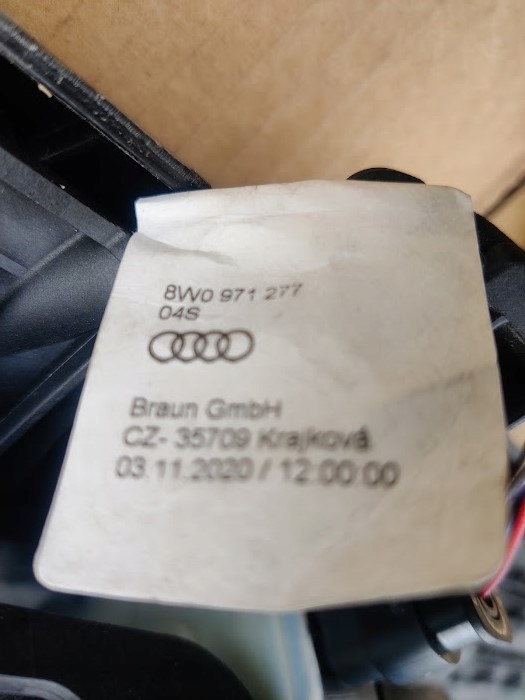 8W0 971 277
04S
Braun GmbH
CZ- 35709 Krajková
03.11.2020 / 12:00:00